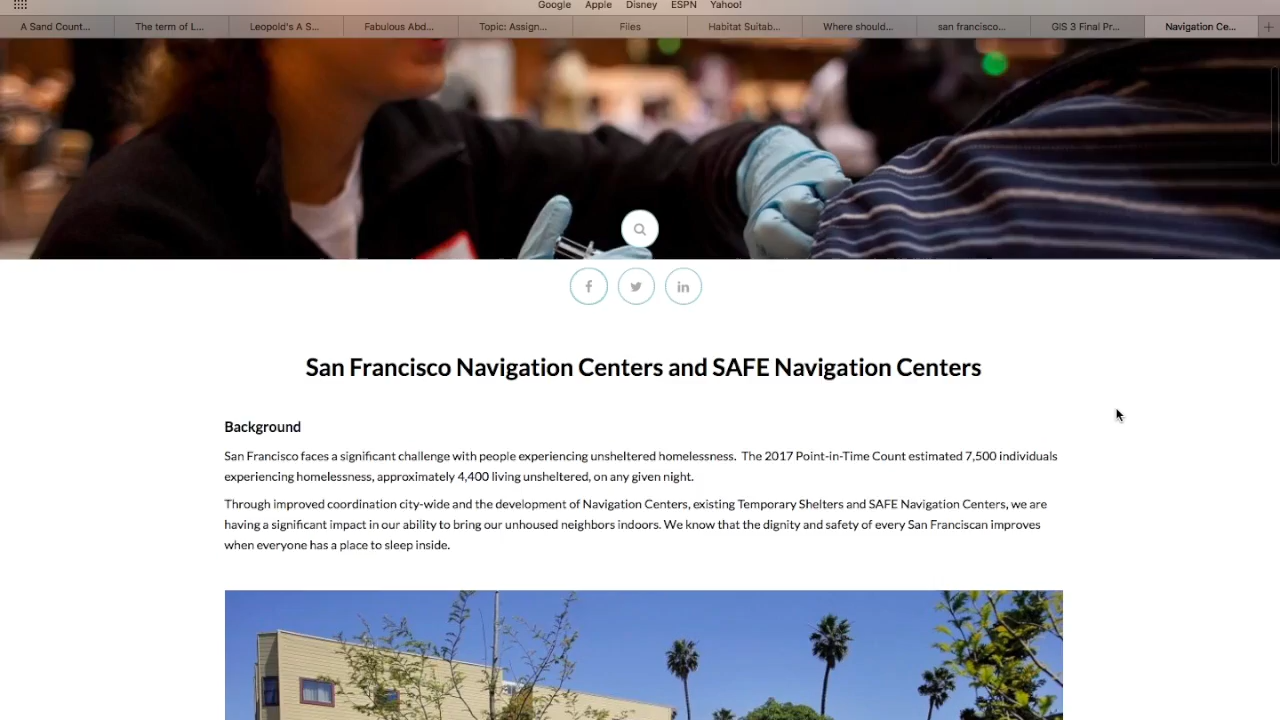 Google Apple Disney ESPN Yahoo!
A Sand Count... The term of L... Leopold's A S... Fabulous Abd... Topic: Assign... Files Habitat Suitab... Where should... san francisco... GIS 3 Final Pr... Navigation Ce...
San Francisco Navigation Centers and SAFE Navigation Centers
Background
San Francisco faces a significant challenge with people experiencing unsheltered homelessness. The 2017 Point-in-Time Count estimated 7,500 individuals
experiencing homelessness, approximately 4,400 living unsheltered, on any given night.
Through improved coordination city-wide and the development of Navigation Centers, existing Temporary Shelters and SAFE Navigation Centers, we are
having a significant impact in our ability to bring our unhoused neighbors indoors. We know that the dignity and safety of every San Franciscan improves
when everyone has a place to sleep inside.